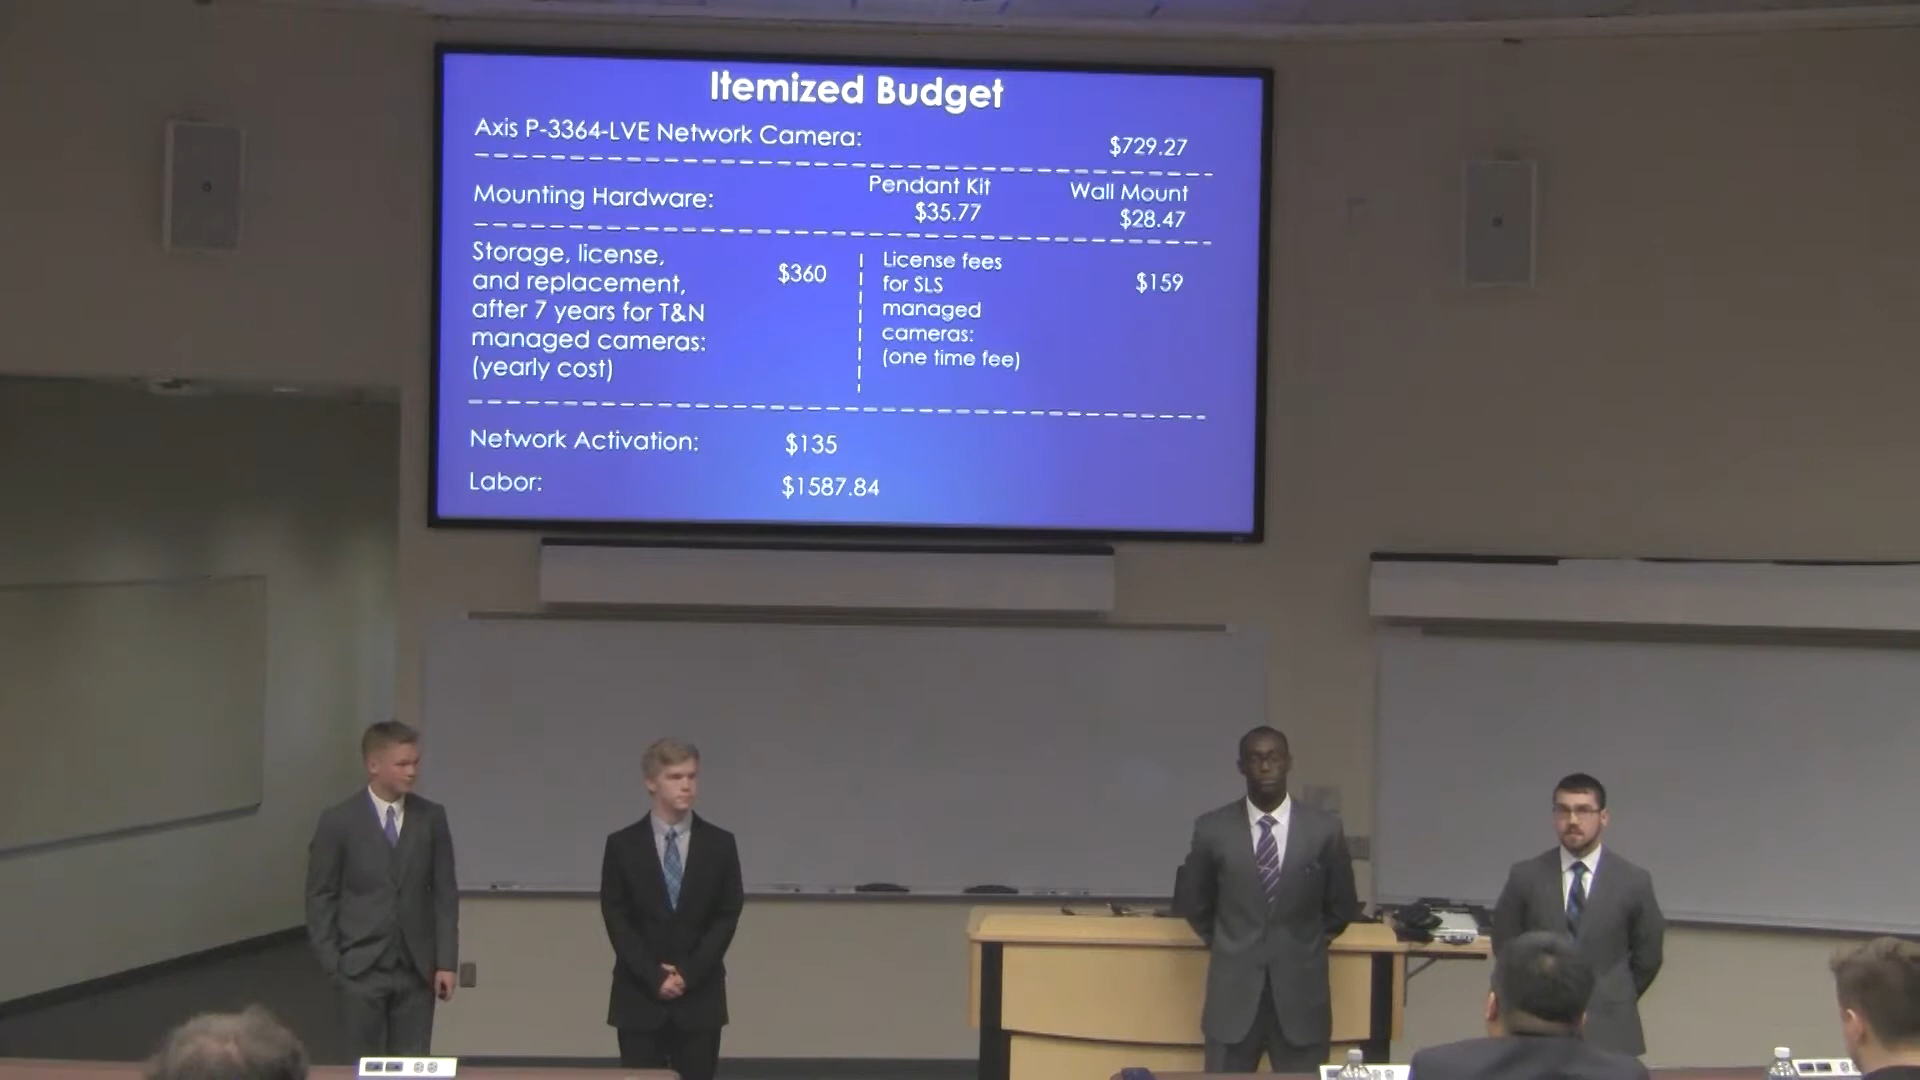 Itemized Budget
Axis P-3364-LVE Network Camera: $729.27
Mounting Hardware: Pendant Kit Wall Mount
$35.77 $28.47
Storage, license,
and replacement,
after 7 years for T&N
managed cameras:
(yearly cost)
$360
License fees
for SLS
managed
cameras:
(one time fee)
$159
Network Activation: $135
Labor: $1587.84